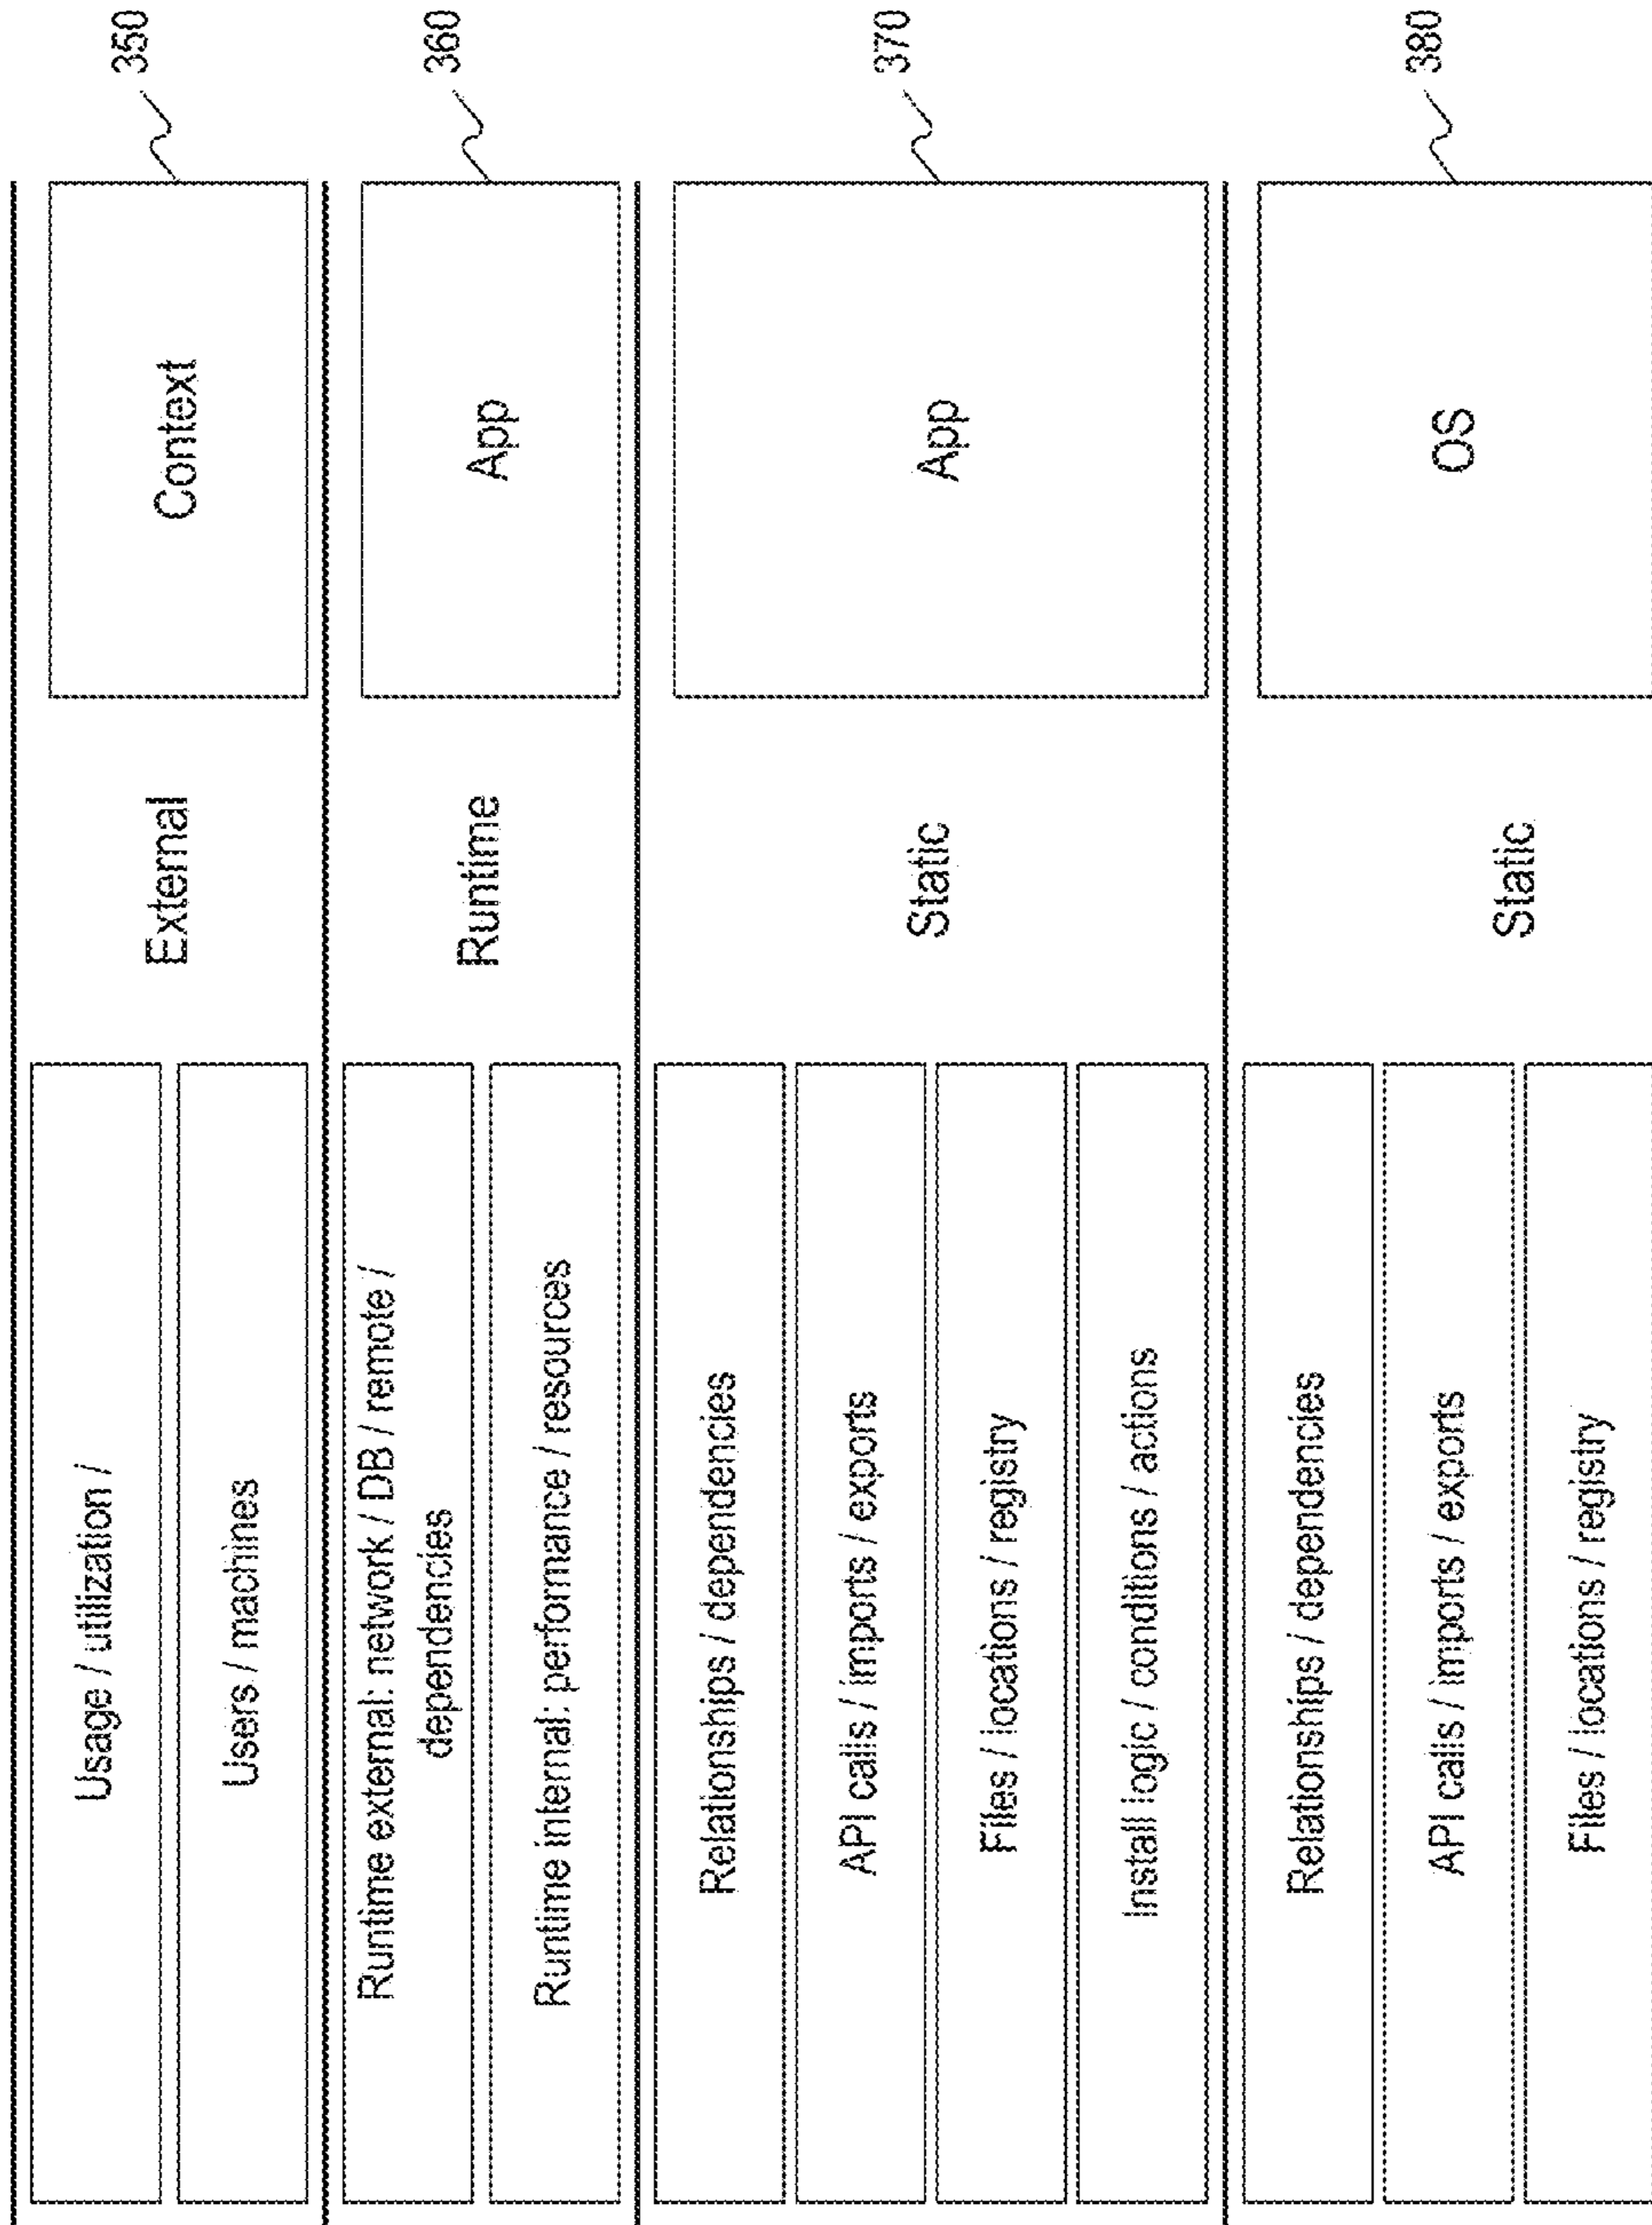 Usage / utilization /
Users / machines
External
Context
350
Runtime external: network / DB / remote /
dependencies
Runtime internal: performance / resources
Runtime
App
360
Relationships / dependencies
API calls / imports / exports
Files / locations / registry
Install logic / conditions / actions
Static
App
370
Relationships / dependencies
API calls / imports / exports
Files / locations / registry
Static
OS
380